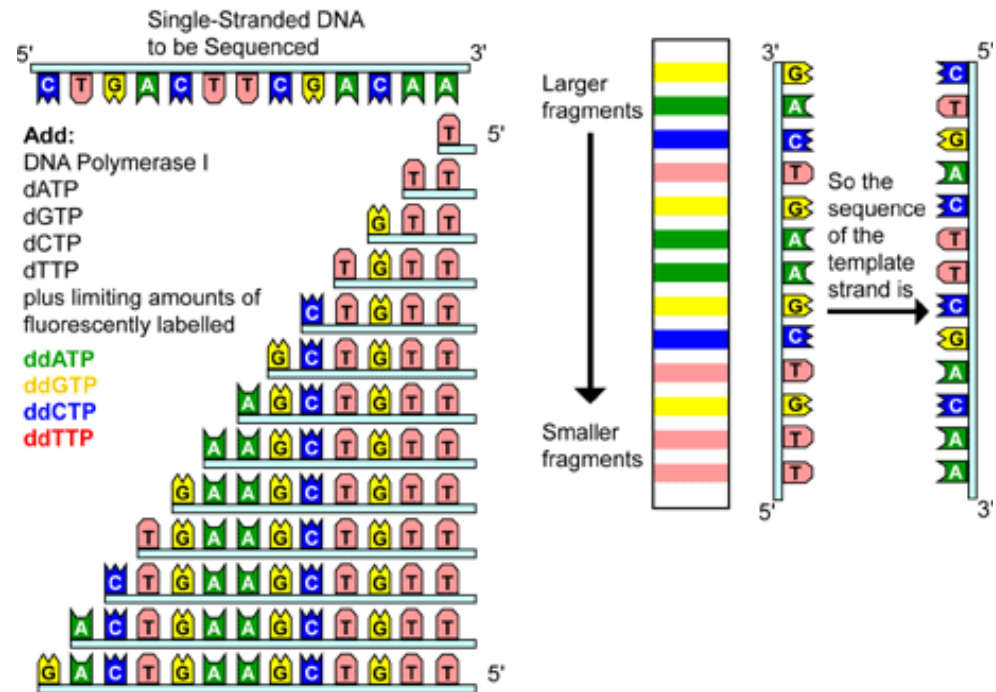 Single-Stranded DNA
to be Sequenced
5' 3'
C T G A C T T C G A C A A
Add:
DNA Polymerase I
dATP
dGTP
dCTP
dTTP
plus limiting amounts of
fluorescently labelled
ddATP
ddGTP
ddCTP
ddTTP
T 5'
T T
G T T
T G T T
C T G T T
G C T G T T
A G C T G T T
A A G C T G T T
G A A G C T G T T
T G A A G C T G T T
C T G A A G C T G T T
A C T G A A G C T G T T
G A C T G A A G C T G T T 5'
Larger
fragments
Smaller
fragments
3'
G
A
C
T
G
A
A
G
C
T
G
T
T
5'
So the
sequence
of the
template
strand is
5'
C
T
G
A
C
T
T
C
G
A
C
A
A
3'